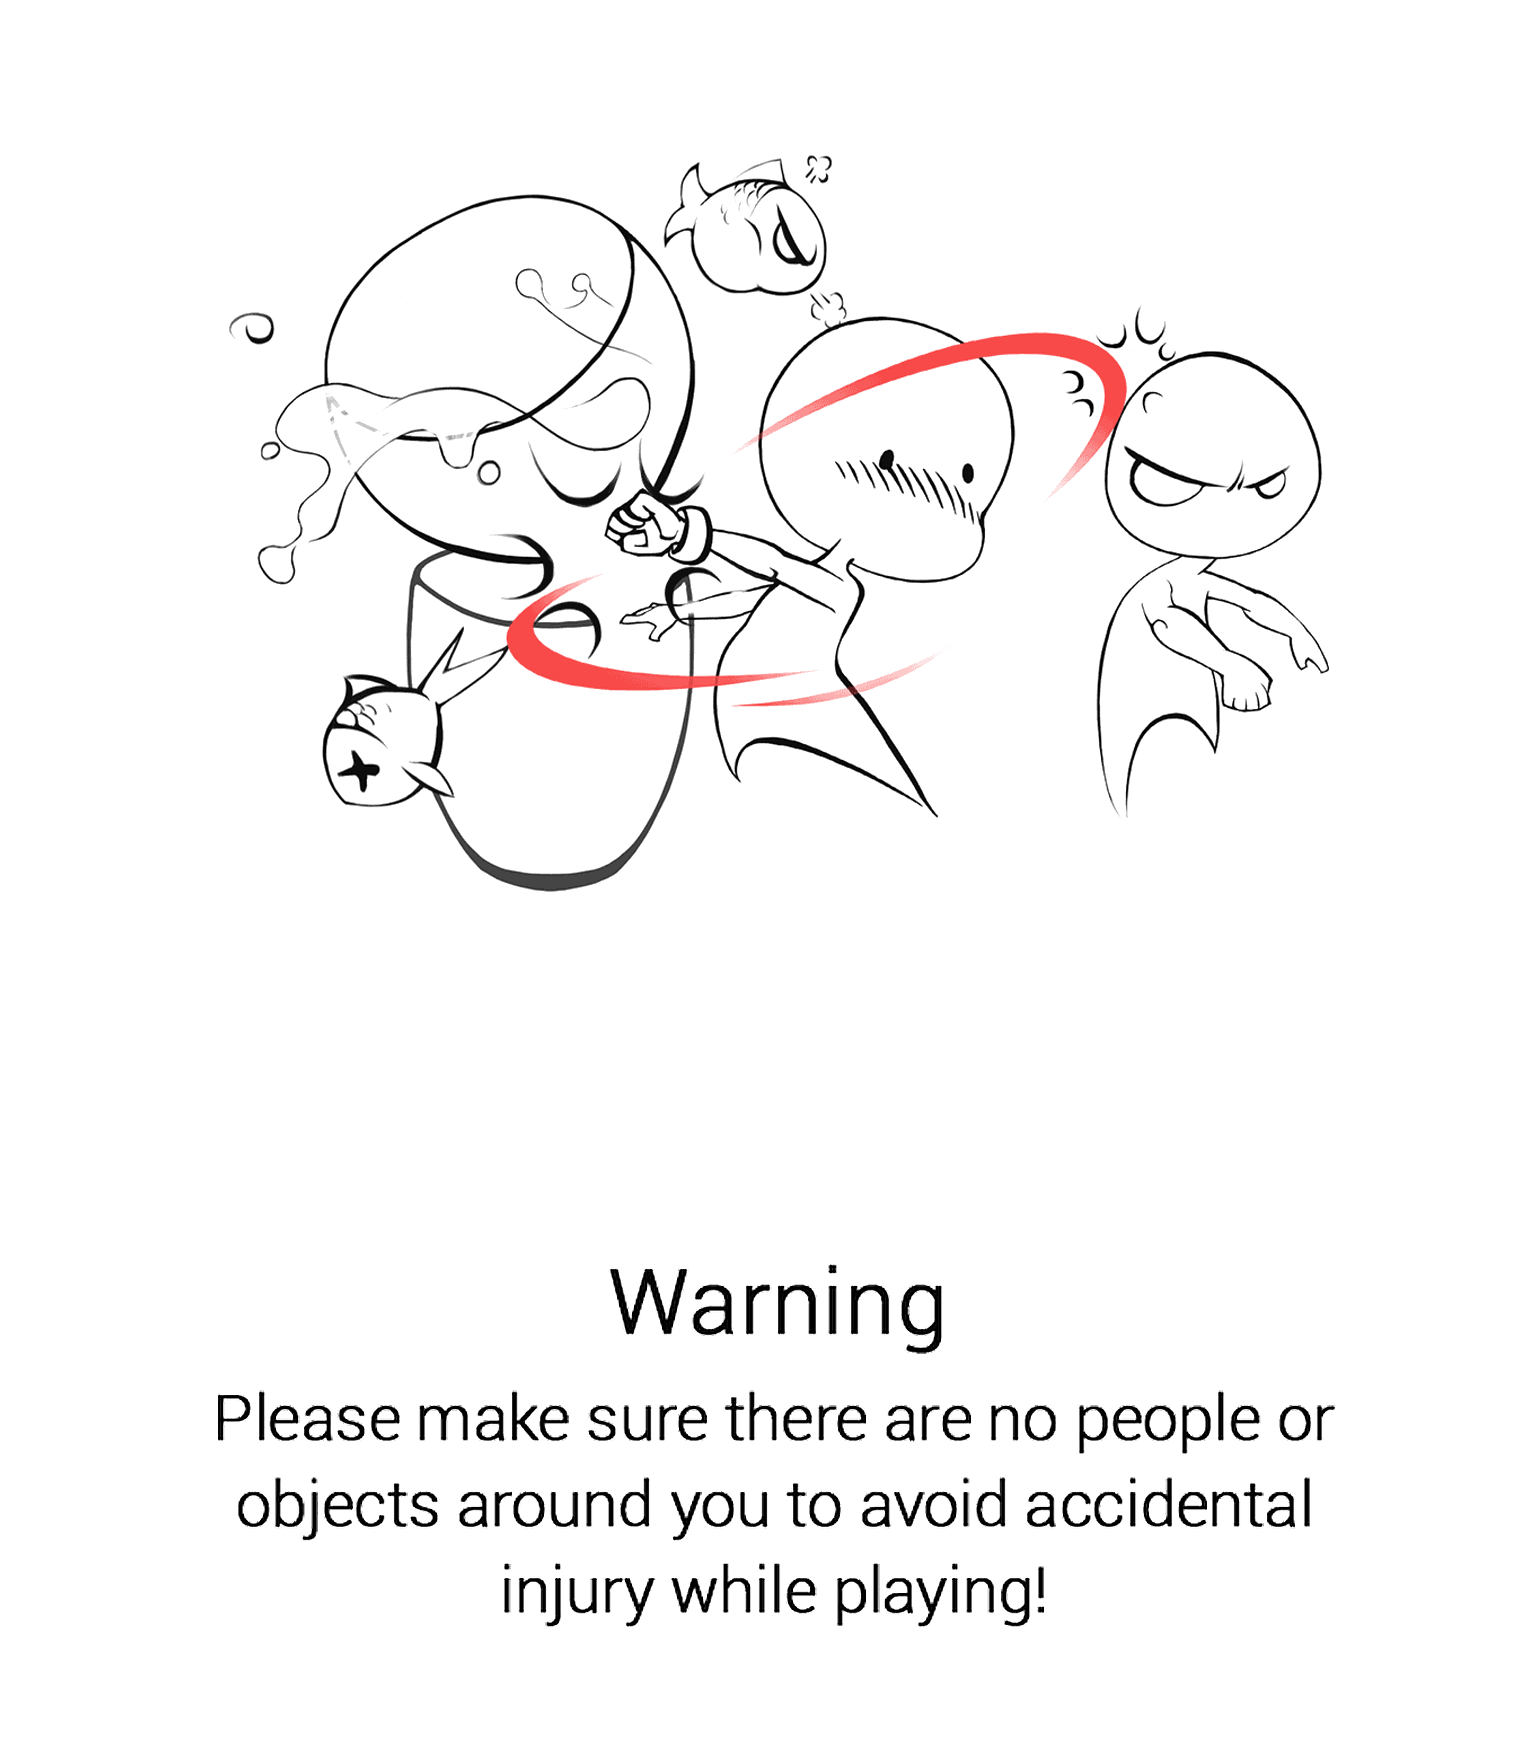 Warning
Please make sure there are no people or
objects around you to avoid accidental
injury while playing!